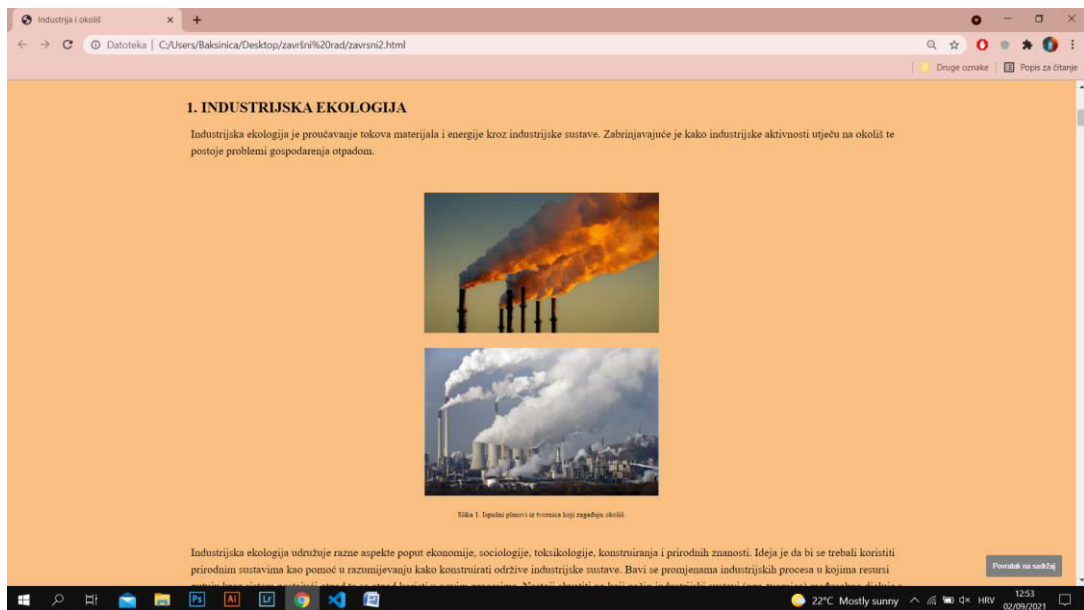 Industrija i okoliš
Datoteka | C:/Users/Baksinica/Desktop/završni%20rad/zavrsni2.html
Druge oznake
Popis za čitanje
1. INDUSTRIJSKA EKOLOGIJA
Industrijska ekologija je proučavanje tokova materijala i energije kroz industrijske sustave. Zabrinjavajuće je kako industrijske aktivnosti utječu na okoliš te
postoje problemi gospodarenja otpadom.
Slika 1. Ispušni plinovi iz tvornica koji zagađuju okoliš.
Industrijska ekologija udružuje razne aspekte poput ekonomije, sociologije, toksikologije, konstruiranja i prirodnih znanosti. Ideja je da bi se trebali koristiti
prirodnim sustavima kao pomoć u razumijevanju kako konstruirati održive industrijske sustave. Bavi se promjenama industrijskih procesa u kojima resursi
Povratak na sadržaj
Ps
Ai
Lr
22°C Mostly sunny
HRV
12:53
02/09/2021